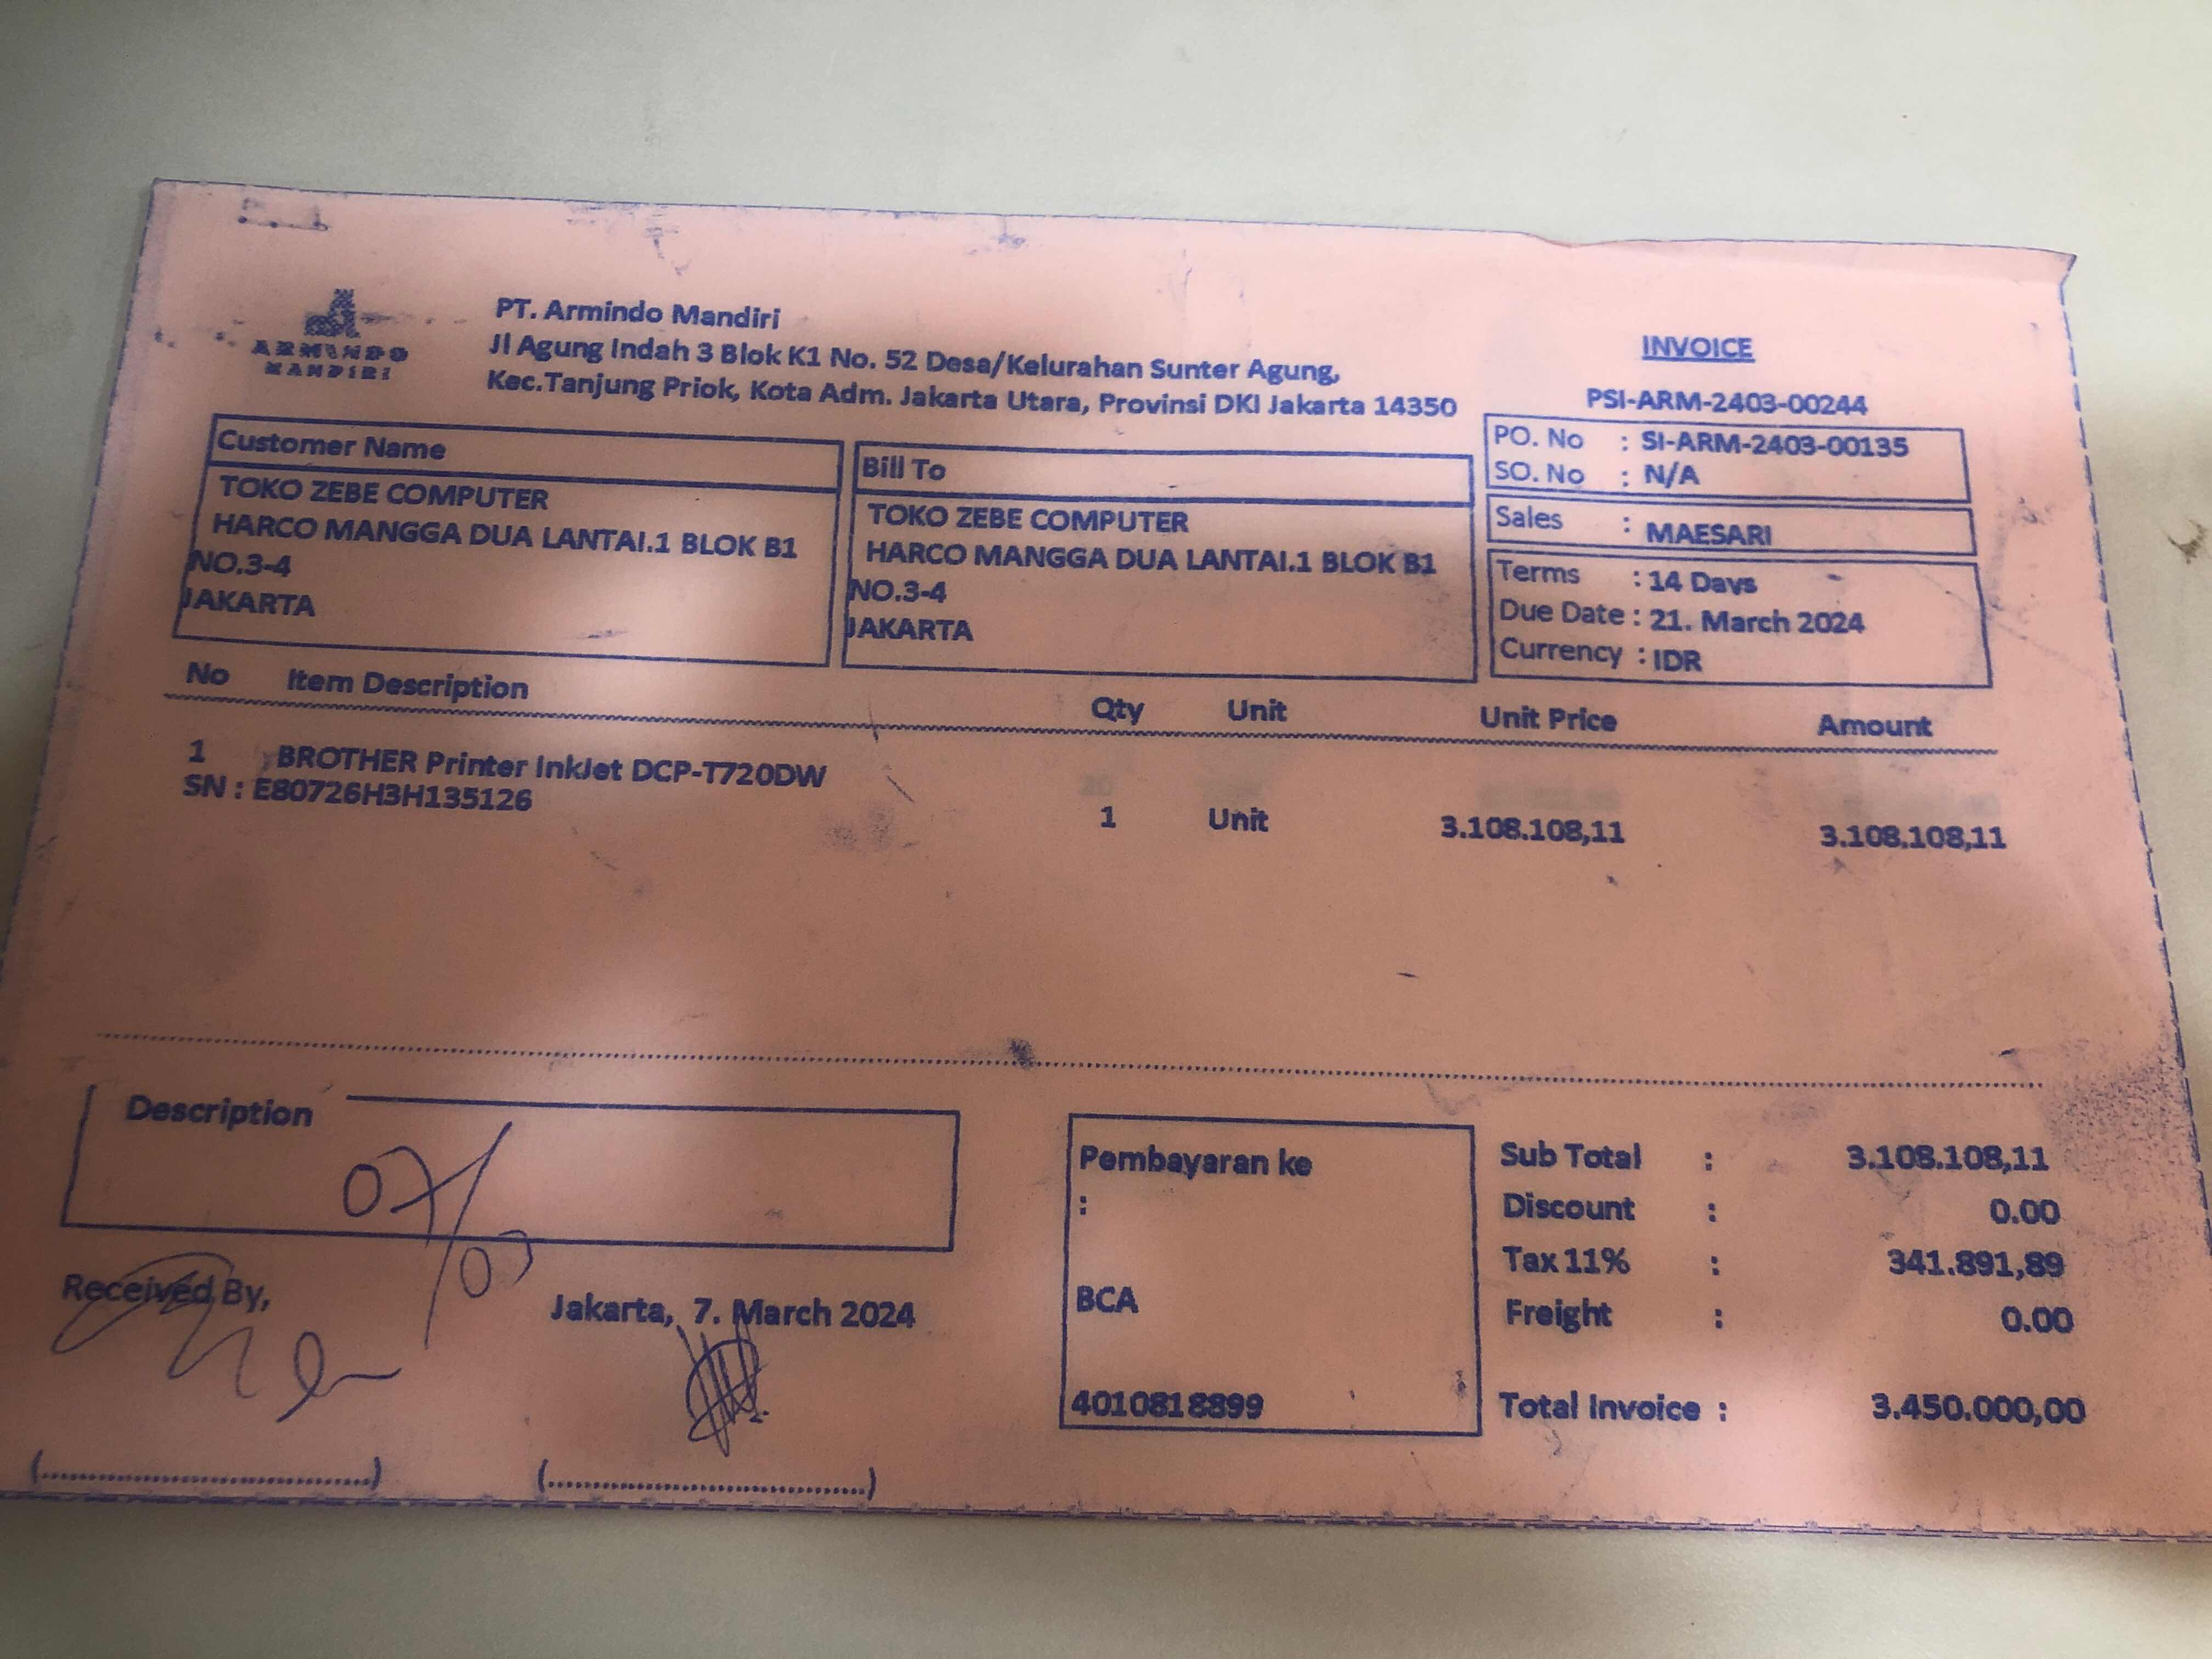 ARMINDO
MANDIRI
PT. Armindo Mandiri
Jl Agung Indah 3 Blok K1 No. 52 Desa/Kelurahan Sunter Agung,
Kec.Tanjung Priok, Kota Adm. Jakarta Utara, Provinsi DKI Jakarta 14350
INVOICE
PSI-ARM-2403-00244
PO. No : SI-ARM-2403-00135
SO. No : N/A
Sales : MAESARI
Terms : 14 Days
Due Date : 21. March 2024
Currency : IDR
Customer Name
TOKO ZEBE COMPUTER
HARCO MANGGA DUA LANTAI.1 BLOK B1
NO.3-4
JAKARTA
Bill To
TOKO ZEBE COMPUTER
HARCO MANGGA DUA LANTAI.1 BLOK B1
NO.3-4
JAKARTA
No Item Description Qty Unit Unit Price Amount
1 BROTHER Printer InkJet DCP-T720DW
SN : E80726H3H135126
1 Unit 3.108.108,11 3.108.108,11
Description
07/03
Received By,
Jakarta, 7. March 2024
(..............................)
(..............................)
Pembayaran ke
:
BCA
4010818899
Sub Total : 3.108.108,11
Discount : 0.00
Tax 11% : 341.891,89
Freight : 0.00
Total Invoice : 3.450.000,00